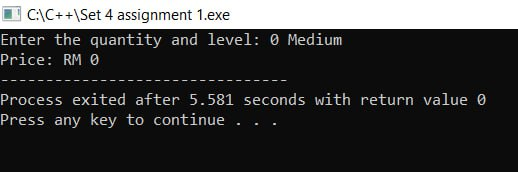 C:\C++\Set 4 assignment 1.exe
Enter the quantity and level: 0 Medium
Price: RM 0
--------------------------------
Process exited after 5.581 seconds with return value 0
Press any key to continue . . .